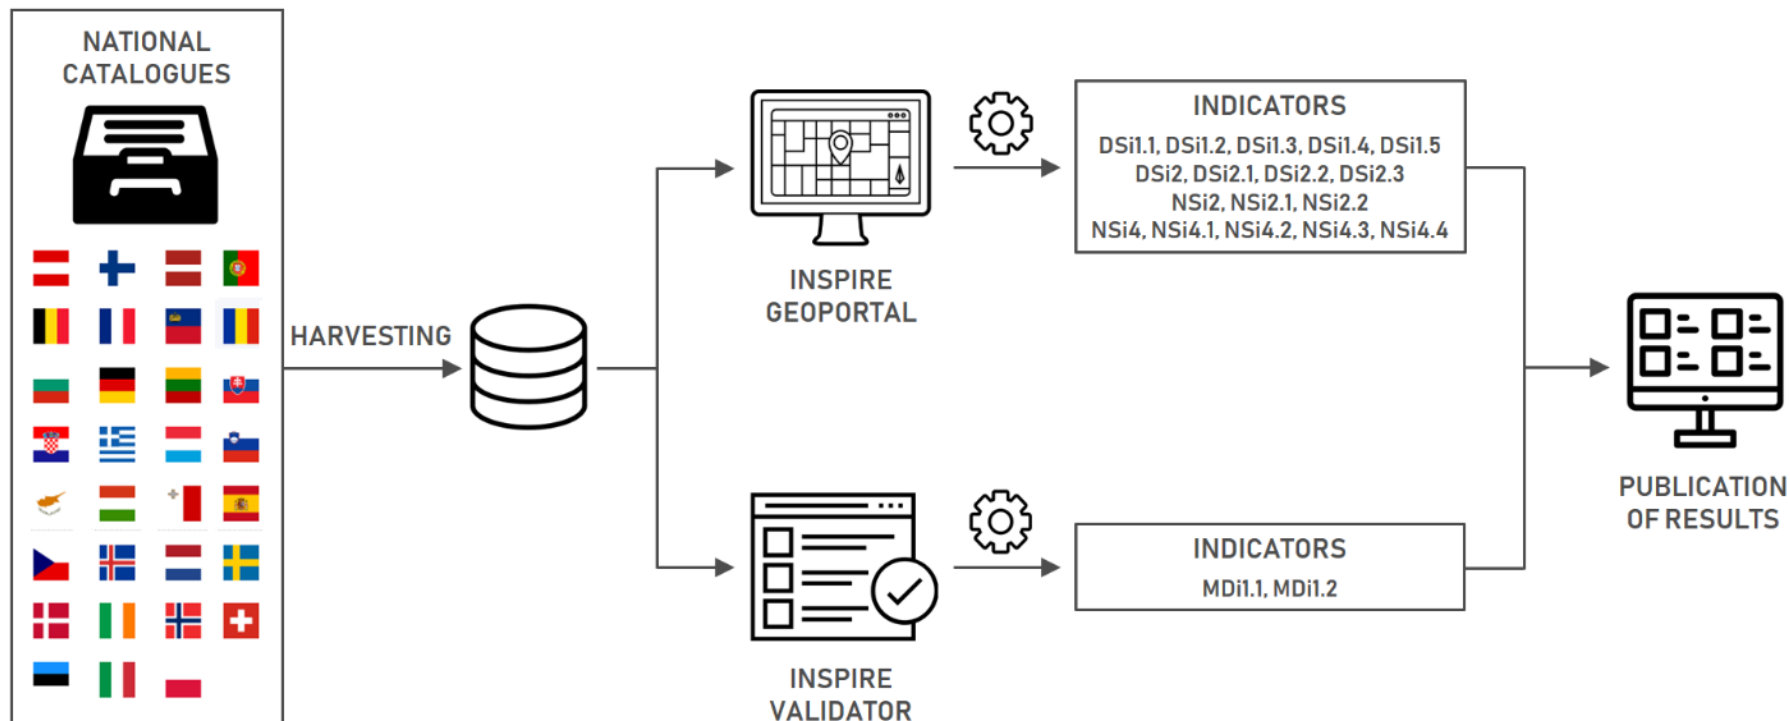 NATIONAL
CATALOGUES
HARVESTING
INSPIRE
GEOPORTAL
INDICATORS
DSi1.1, DSi1.2, DSi1.3, DSi1.4, DSi1.5
DSi2, DSi2.1, DSi2.2, DSi2.3
NSi2, NSi2.1, NSi2.2
NSi4, NSi4.1, NSi4.2, NSi4.3, NSi4.4
INSPIRE
VALIDATOR
INDICATORS
MDi1.1, MDi1.2
PUBLICATION
OF RESULTS